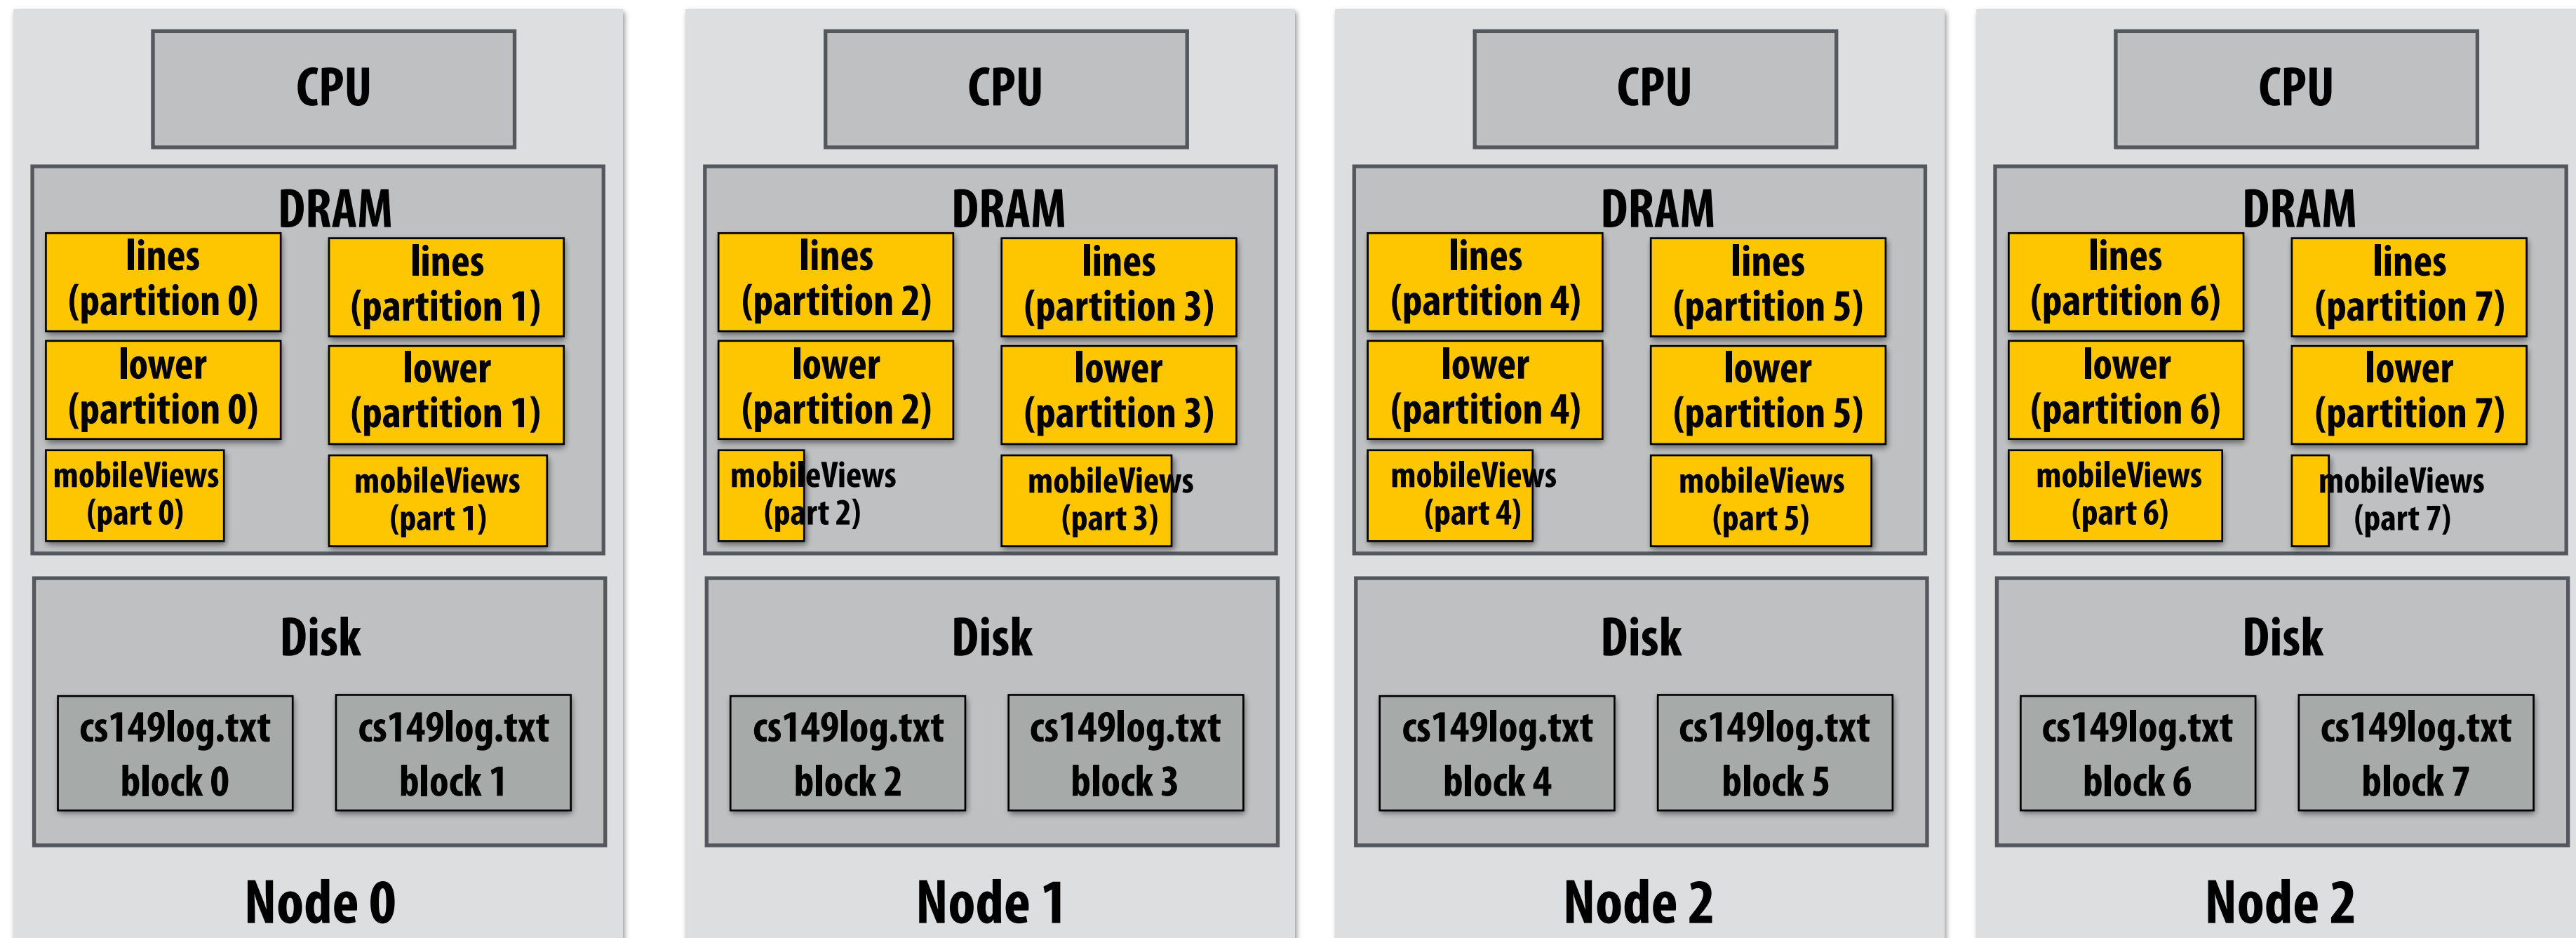 CPU
DRAM
lines
(partition 0)
lines
(partition 1)
lower
(partition 0)
lower
(partition 1)
mobileViews
(part 0)
mobileViews
(part 1)
Disk
cs149log.txt
block 0
cs149log.txt
block 1
Node 0
CPU
DRAM
lines
(partition 2)
lines
(partition 3)
lower
(partition 2)
lower
(partition 3)
mobileViews
(part 2)
mobileViews
(part 3)
Disk
cs149log.txt
block 2
cs149log.txt
block 3
Node 1
CPU
DRAM
lines
(partition 4)
lines
(partition 5)
lower
(partition 4)
lower
(partition 5)
mobileViews
(part 4)
mobileViews
(part 5)
Disk
cs149log.txt
block 4
cs149log.txt
block 5
Node 2
CPU
DRAM
lines
(partition 6)
lines
(partition 7)
lower
(partition 6)
lower
(partition 7)
mobileViews
(part 6)
mobileViews
(part 7)
Disk
cs149log.txt
block 6
cs149log.txt
block 7
Node 2